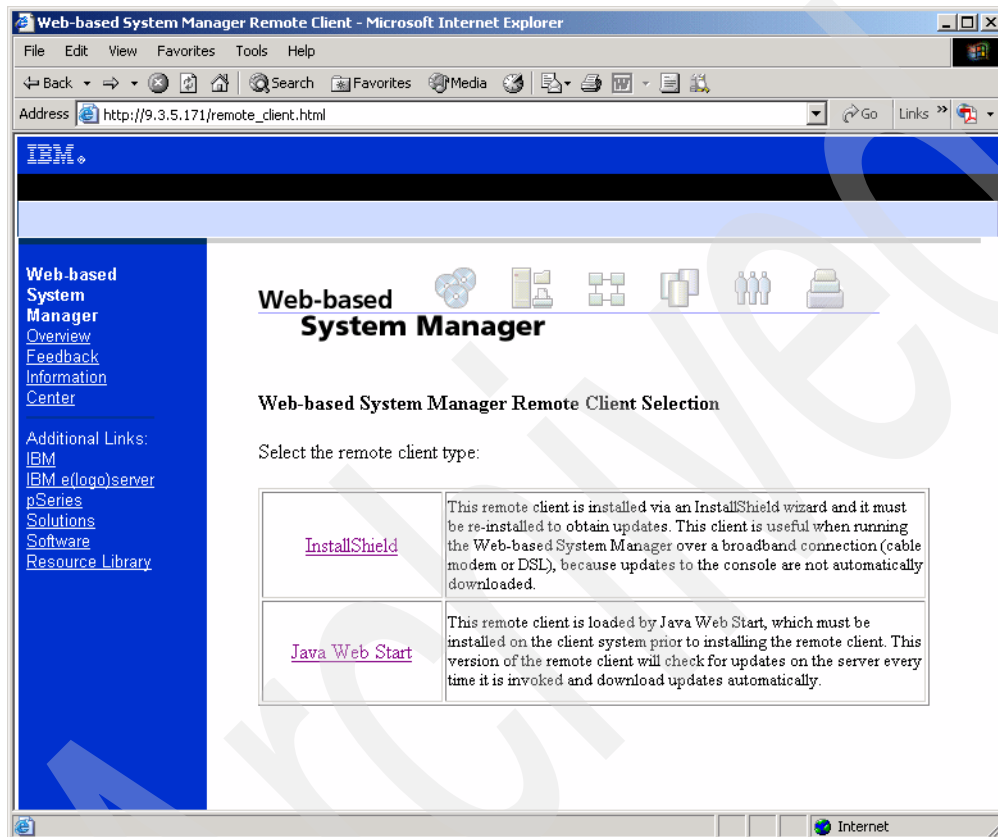 Web-based System Manager Remote Client - Microsoft Internet Explorer
File Edit View Favorites Tools Help
Back Search Favorites Media
Address http://9.3.5.171/remote_client.html Go Links »
IBM
Web-based
System
Manager
Overview
Feedback
Information
Center
Additional Links:
IBM
IBM e(logo)server
pSeries
Solutions
Software
Resource Library
Web-based
System Manager
Web-based System Manager Remote Client Selection
Select the remote client type:
InstallShield
This remote client is installed via an InstallShield wizard and it must
be re-installed to obtain updates. This client is useful when running
the Web-based System Manager over a broadband connection (cable
modem or DSL), because updates to the console are not automatically
downloaded.
Java Web Start
This remote client is loaded by Java Web Start, which must be
installed on the client system prior to installing the remote client. This
version of the remote client will check for updates on the server every
time it is invoked and download updates automatically.
Internet
Archived